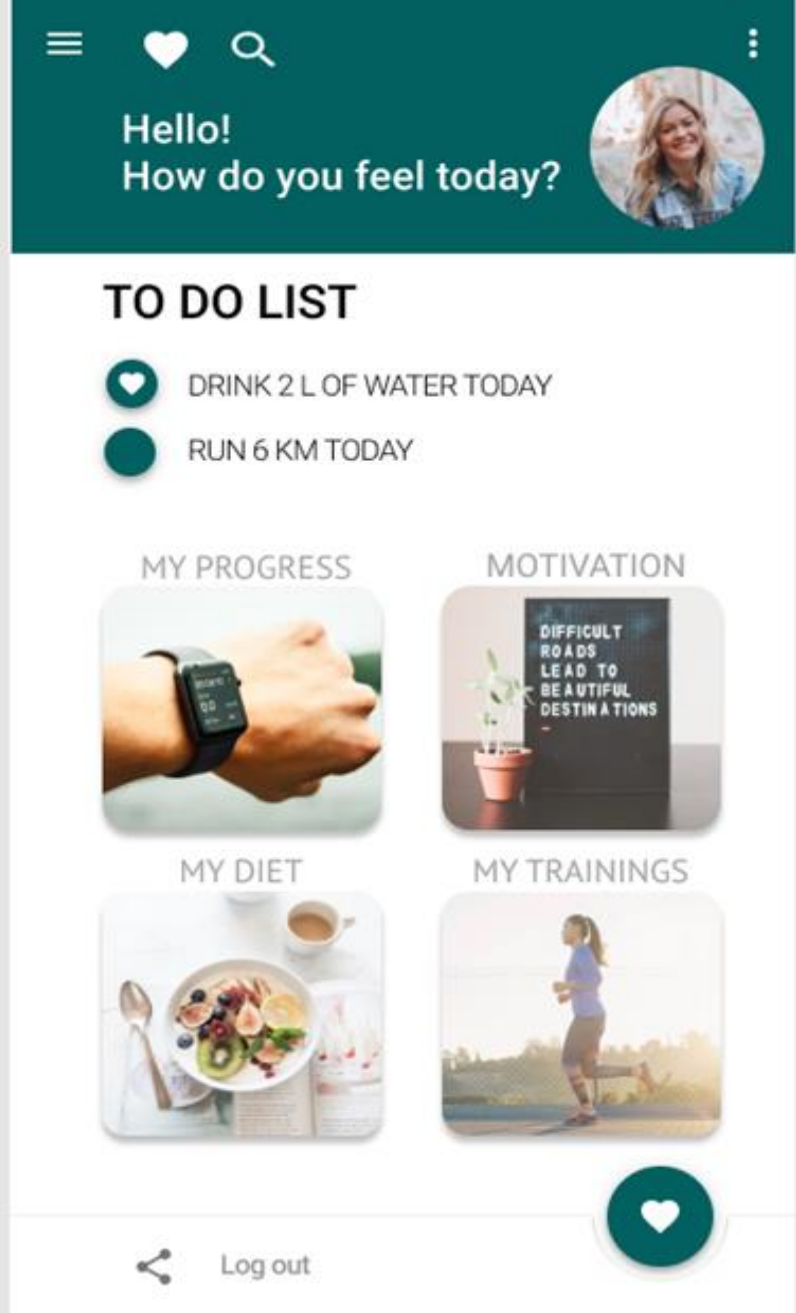 Hello!
How do you feel today?
TO DO LIST
DRINK 2 L OF WATER TODAY
RUN 6 KM TODAY
MY PROGRESS
MOTIVATION
DIFFICULT
ROADS
LEAD TO
BEAUTIFUL
DESTINATIONS
MY DIET
MY TRAININGS
Log out